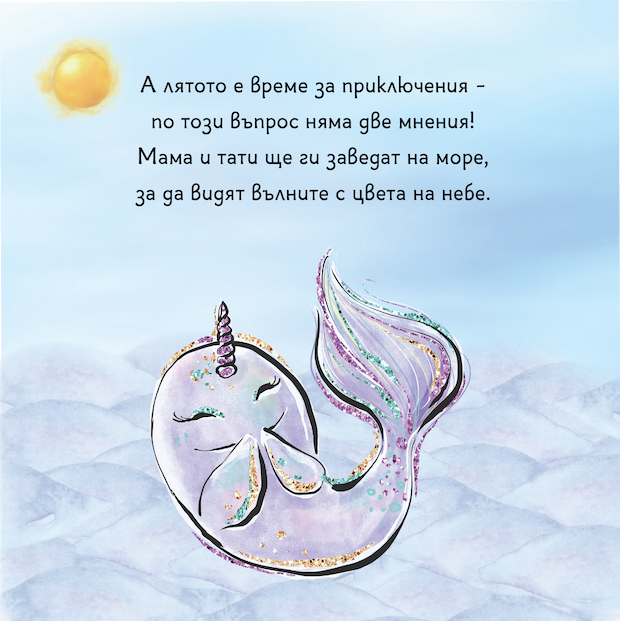 А лятото е време за приключения -
по този въпрос няма две мнения!
Мама и тати ще ги заведат на море,
за да видят вълните с цвета на небе.